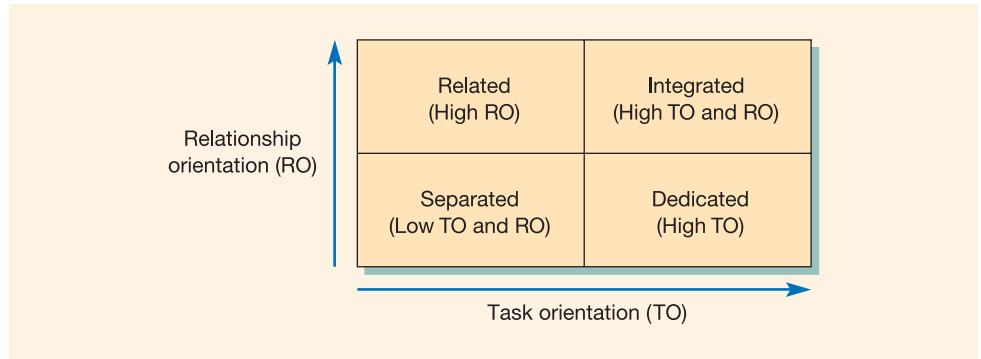 Related
(High RO)
Integrated
(High TO and RO)
Relationship
orientation (RO)
Separated
(Low TO and RO)
Dedicated
(High TO)
Task orientation (TO)